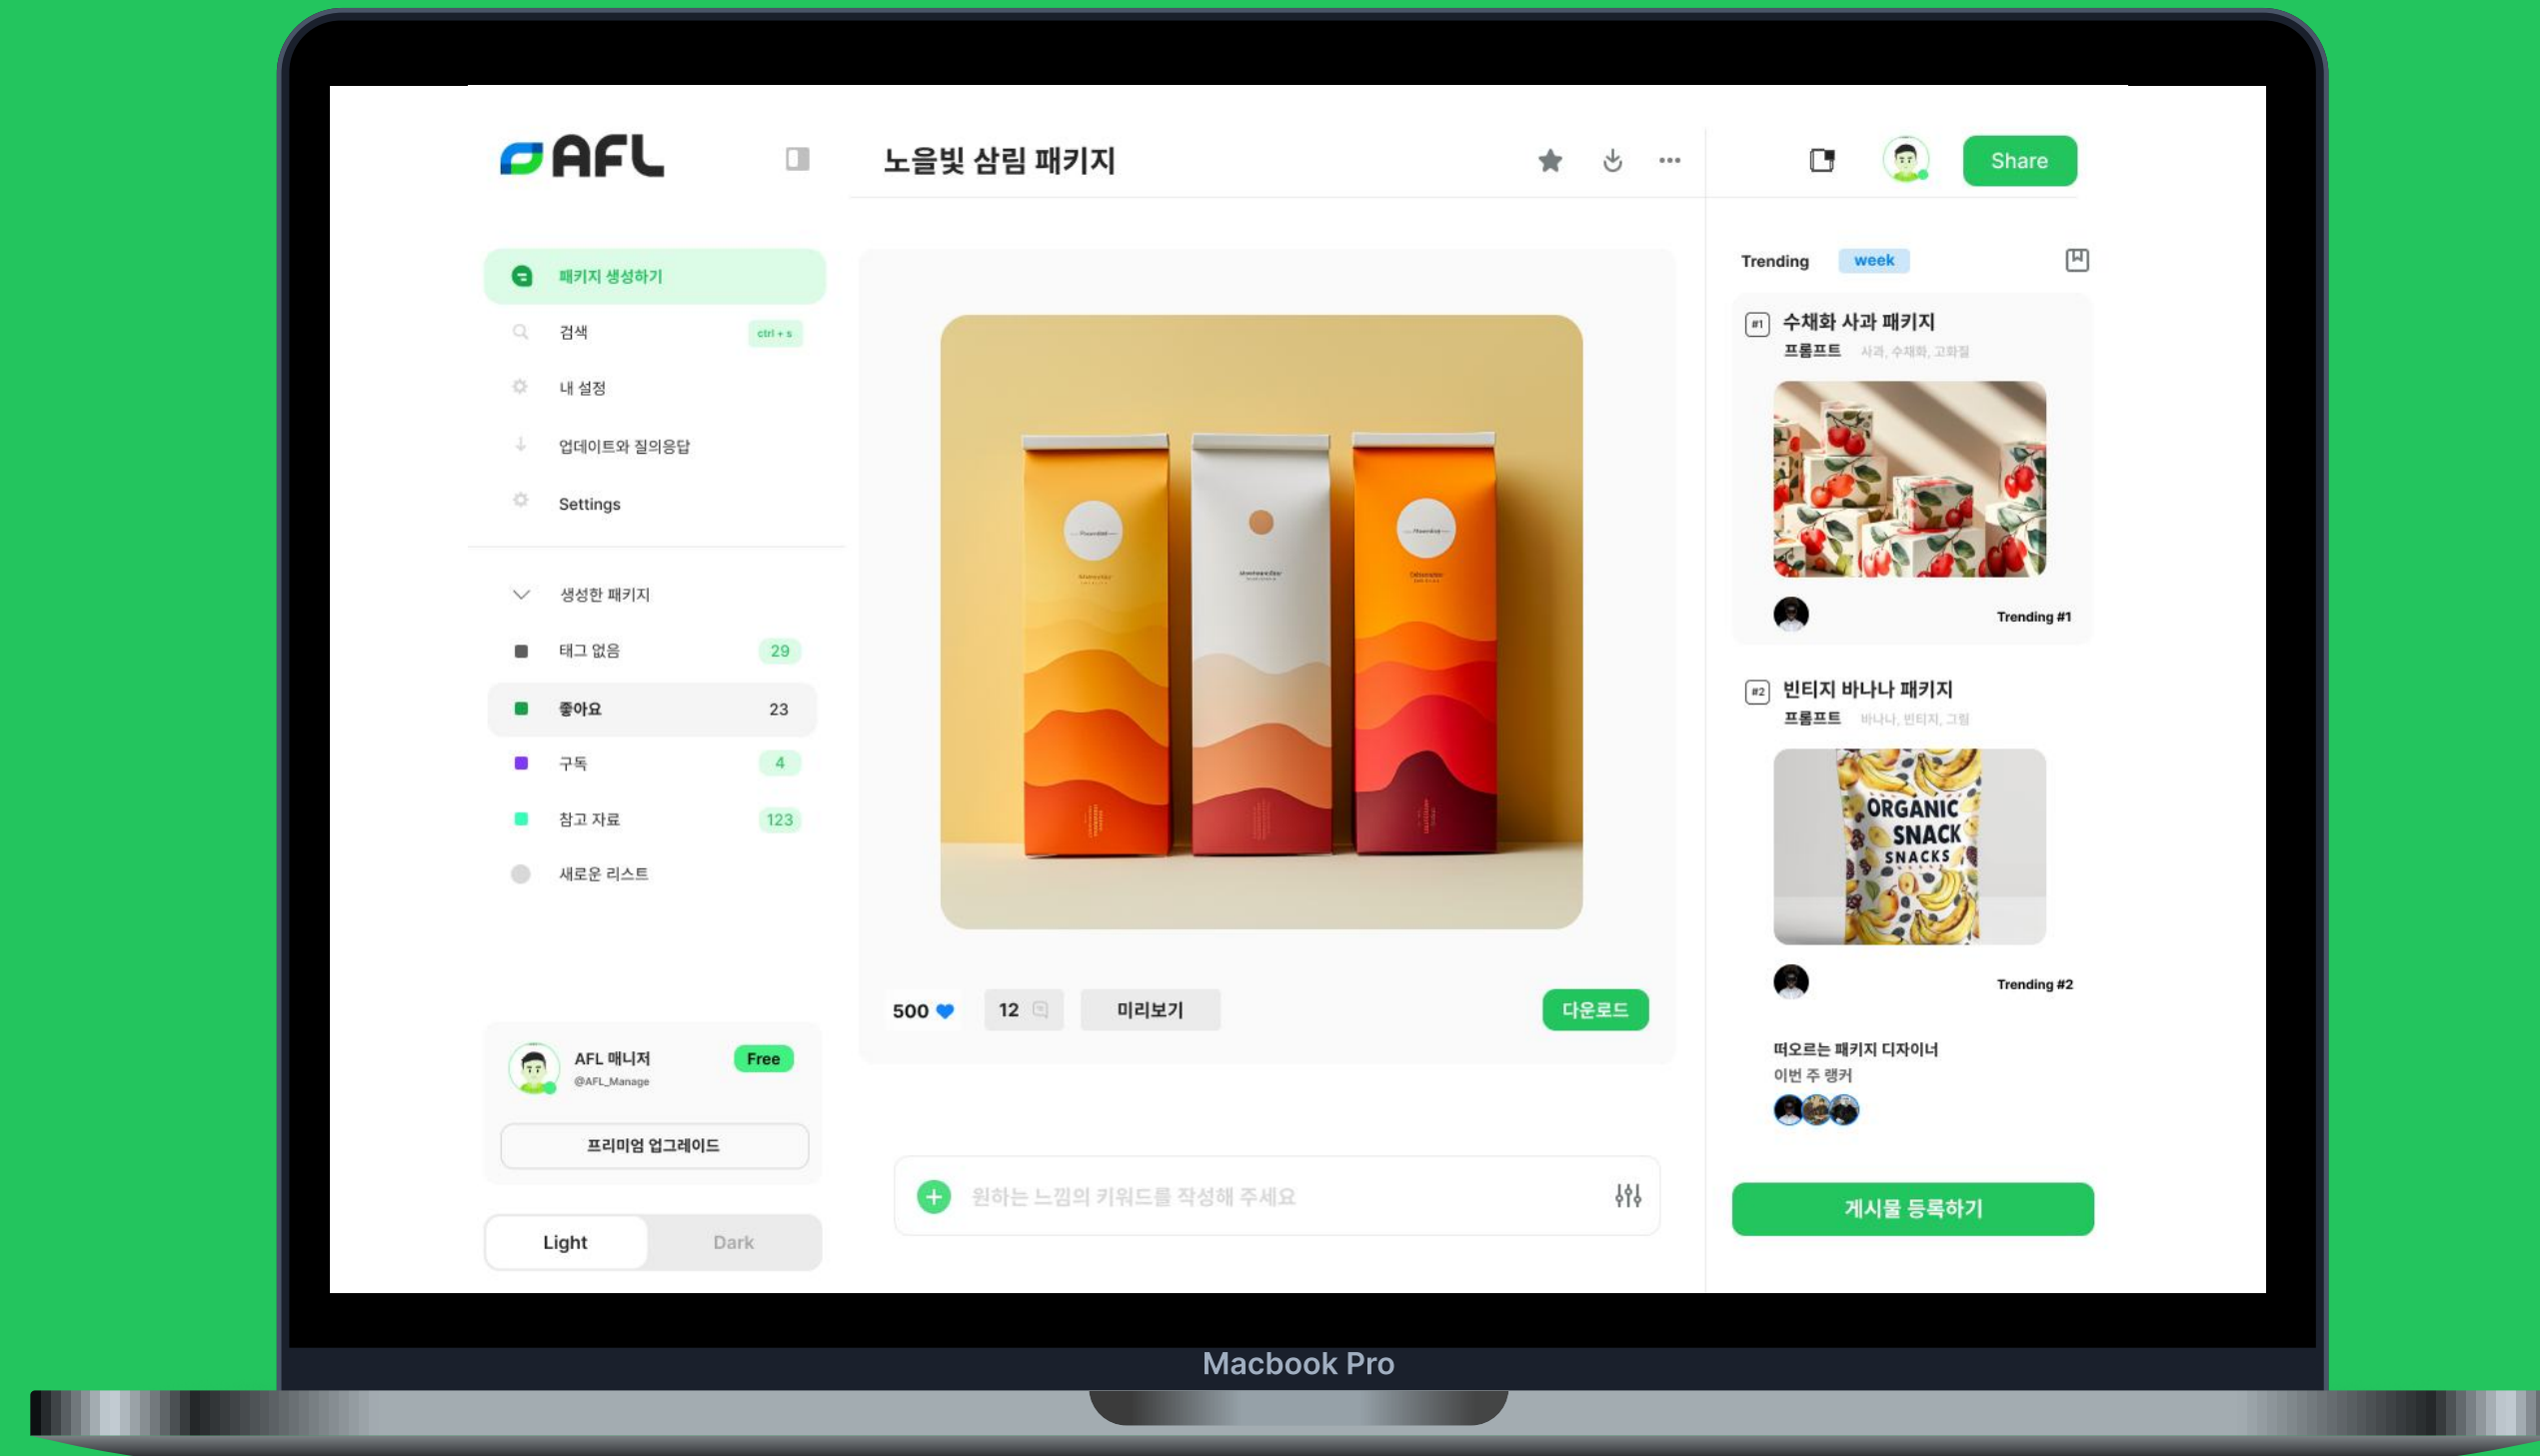 AFL
노을빛 삼림 패키지
Share
패키지 생성하기
검색
ctrl + s
내 설정
업데이트와 질의응답
Settings
생성한 패키지
태그 없음
29
좋아요
23
구독
4
참고 자료
123
새로운 리스트
AFL 매니저
Free
@AFL_Manage
프리미엄 업그레이드
Light
Dark
500
12
미리보기
다운로드
원하는 느낌의 키워드를 작성해 주세요
Trending
week
#1
수채화 사과 패키지
프롬프트
사과, 수채화, 고화질
Trending #1
#2
빈티지 바나나 패키지
프롬프트
바나나, 빈티지, 그림
ORGANIC
SNACK
SNACKS
Trending #2
떠오르는 패키지 디자이너
이번 주 랭커
게시물 등록하기
Macbook Pro